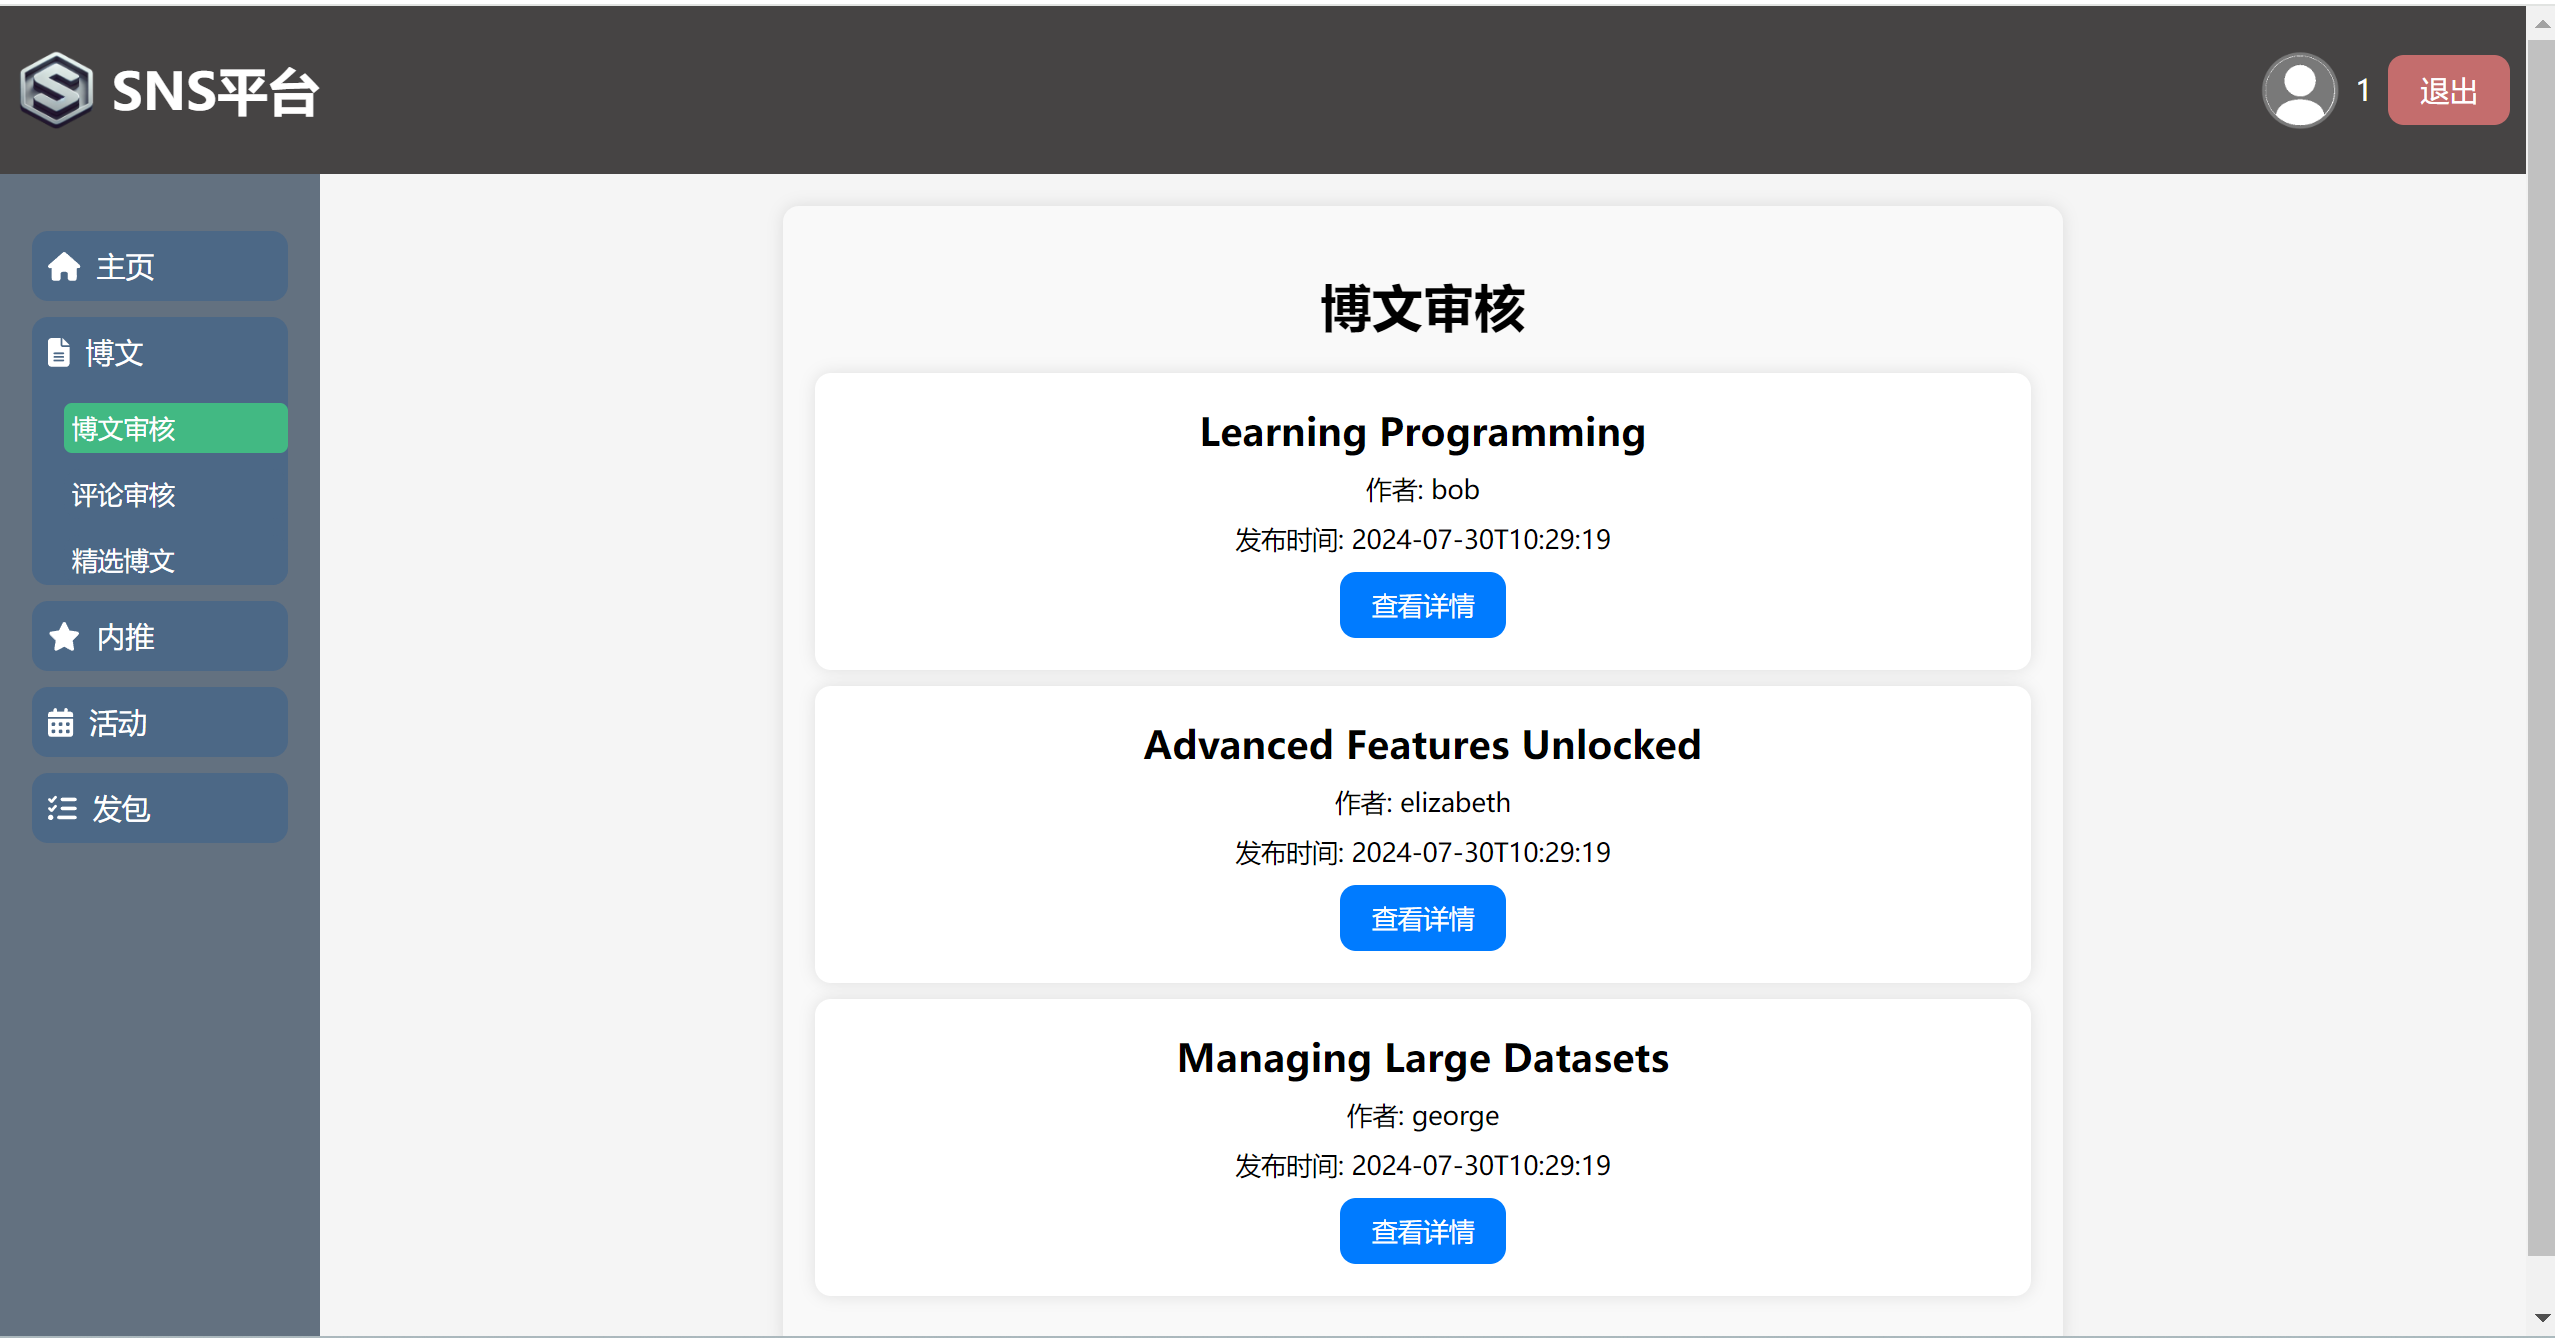 SNS平台
1
退出
主页
博文
博文审核
评论审核
精选博文
内推
活动
发包
博文审核
Learning Programming
作者: bob
发布时间: 2024-07-30T10:29:19
查看详情
Advanced Features Unlocked
作者: elizabeth
发布时间: 2024-07-30T10:29:19
查看详情
Managing Large Datasets
作者: george
发布时间: 2024-07-30T10:29:19
查看详情